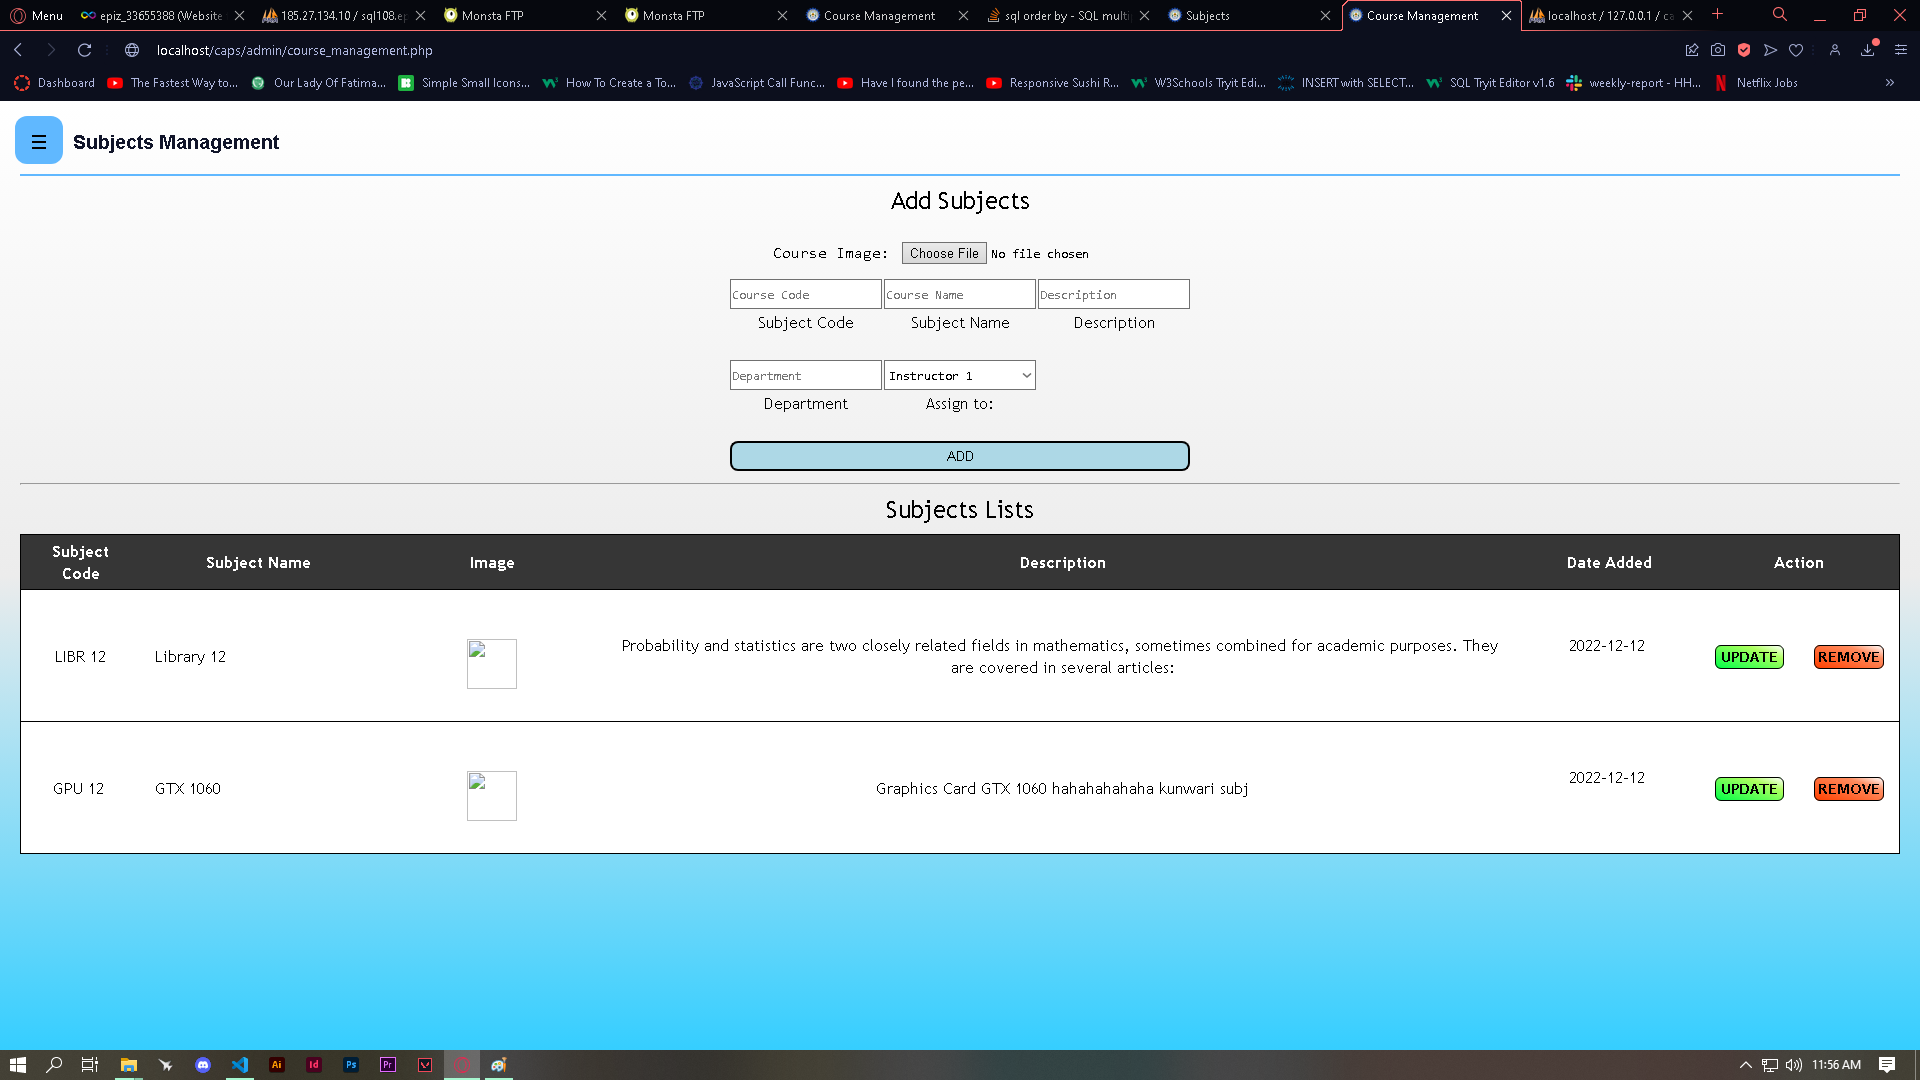 Menu
epiz_33655388 (Website
185.27.134.10 / sql108.ep
Monsta FTP
Monsta FTP
Course Management
sql order by - SQL multip
Subjects
Course Management
localhost / 127.0.0.1 / ca
localhost/caps/admin/course_management.php
Dashboard
The Fastest Way to...
Our Lady Of Fatima...
Simple Small Icons...
How To Create a To...
JavaScript Call Func...
Have I found the pe...
Responsive Sushi R...
W3Schools Tryit Edi...
INSERT with SELECT...
SQL Tryit Editor v1.6
weekly-report - HH...
Netflix Jobs
»
☰ Subjects Management
Add Subjects
Course Image: Choose File No file chosen
Course Code Course Name Description
Subject Code Subject Name Description
Department Instructor 1
Department Assign to:
ADD
Subjects Lists
Subject Code Subject Name Image Description Date Added Action
LIBR 12 Library 12
Probability and statistics are two closely related fields in mathematics, sometimes combined for academic purposes. They
are covered in several articles:
2022-12-12
UPDATE REMOVE
GPU 12 GTX 1060
Graphics Card GTX 1060 hahahahahaha kunwari subj
2022-12-12
UPDATE REMOVE
Ai Id Ps Pr
11:56 AM